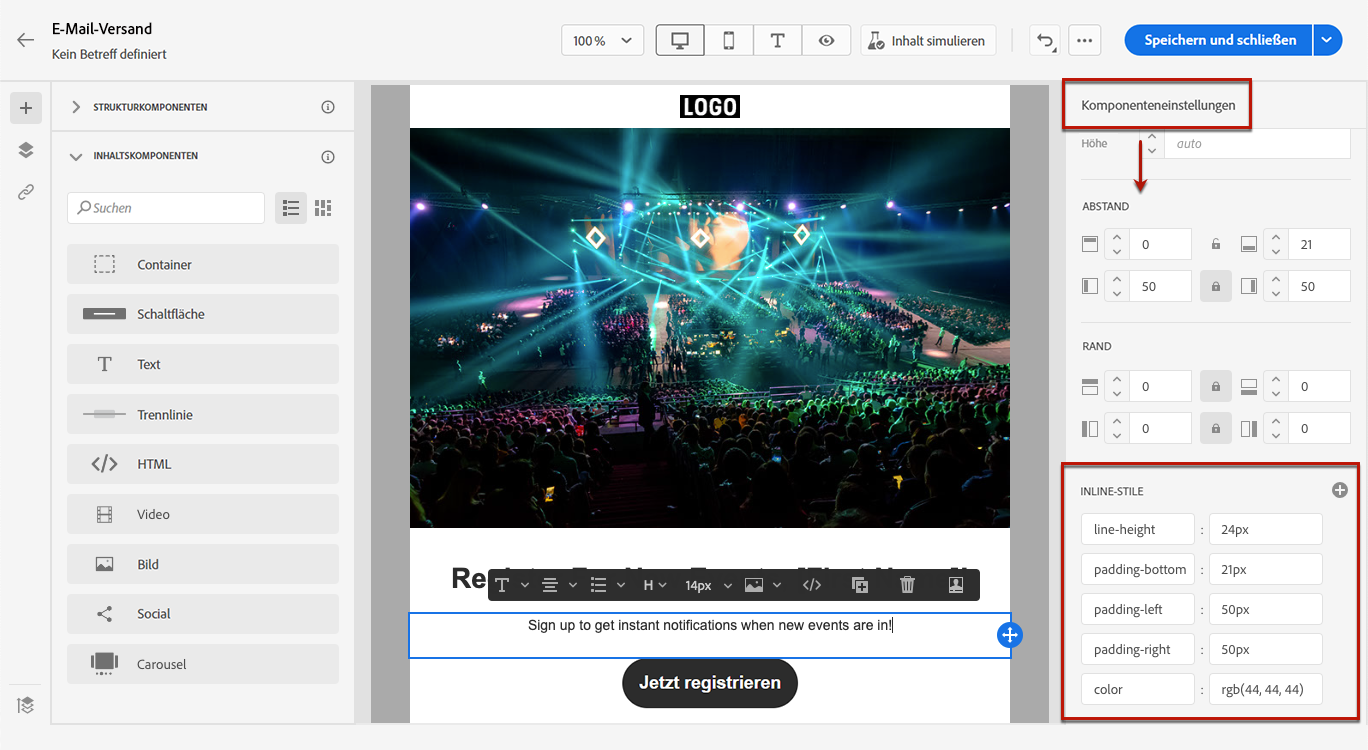 E-Mail-Versand
Kein Betreff definiert
100 %
Inhalt simulieren
Speichern und schließen
STRUKTURKOMPONENTEN
INHALTSKOMPONENTEN
Suchen
Container
Schaltfläche
Text
Trennlinie
HTML
Video
Bild
Social
Carousel
LOGO
H
14px
Sign up to get instant notifications when new events are in!
Jetzt registrieren
Komponenteneinstellungen
Höhe
auto
ABSTAND
0
21
50
50
RAND
0
0
0
0
INLINE-STILE
line-height : 24px
padding-bottom : 21px
padding-left : 50px
padding-right : 50px
color : rgb(44, 44, 44)